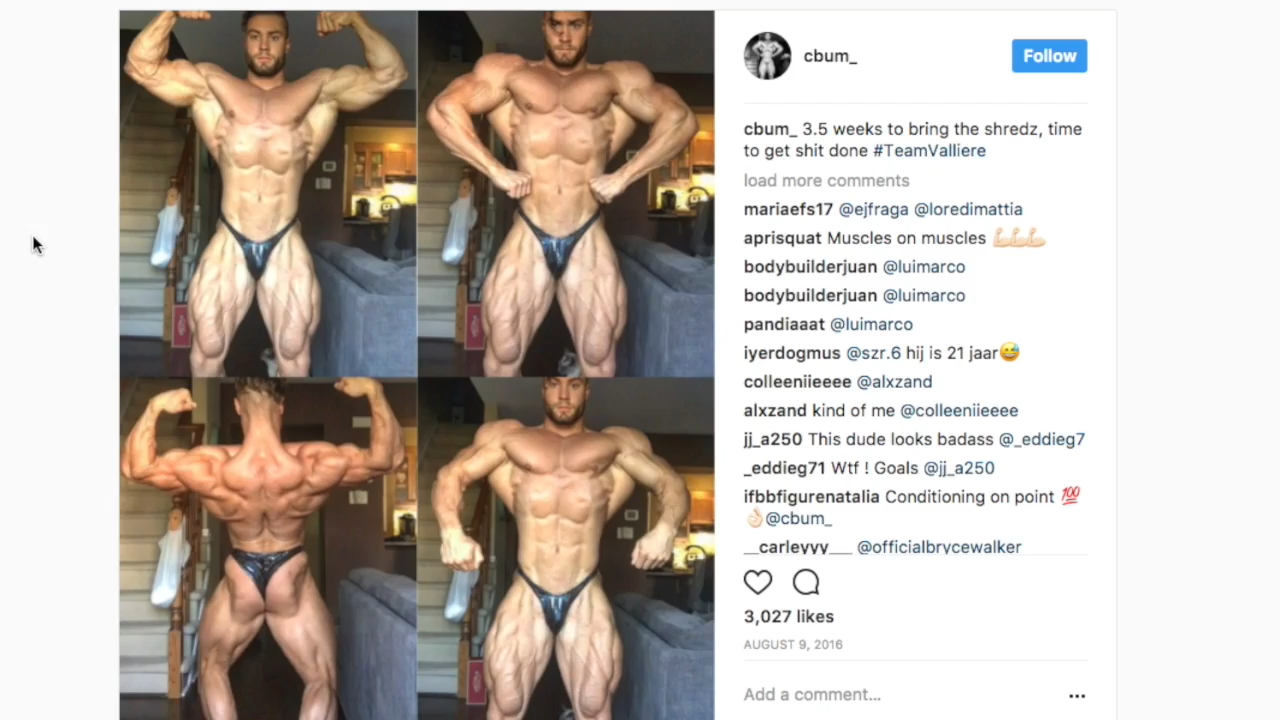 cbum_
Follow
cbum_ 3.5 weeks to bring the shredz, time
to get shit done #TeamValliere
load more comments
mariaefs17 @ejfraga @loredimattia
aprisquat Muscles on muscles 💪🏻💪🏻💪🏻
bodybuilderjuan @luimarco
bodybuilderjuan @luimarco
pandiaaat @luimarco
iyerdogmus @szr.6 hij is 21 jaar😅
colleeniieeee @alxzand
alxzand kind of me @colleeniieeee
jj_a250 This dude looks badass @_eddieg7
_eddieg71 Wtf ! Goals @jj_a250
ifbbfigurenatalia Conditioning on point 💯
👌🏻@cbum_
__carleyyy___ @officialbrycewalker
3,027 likes
AUGUST 9, 2016
Add a comment...